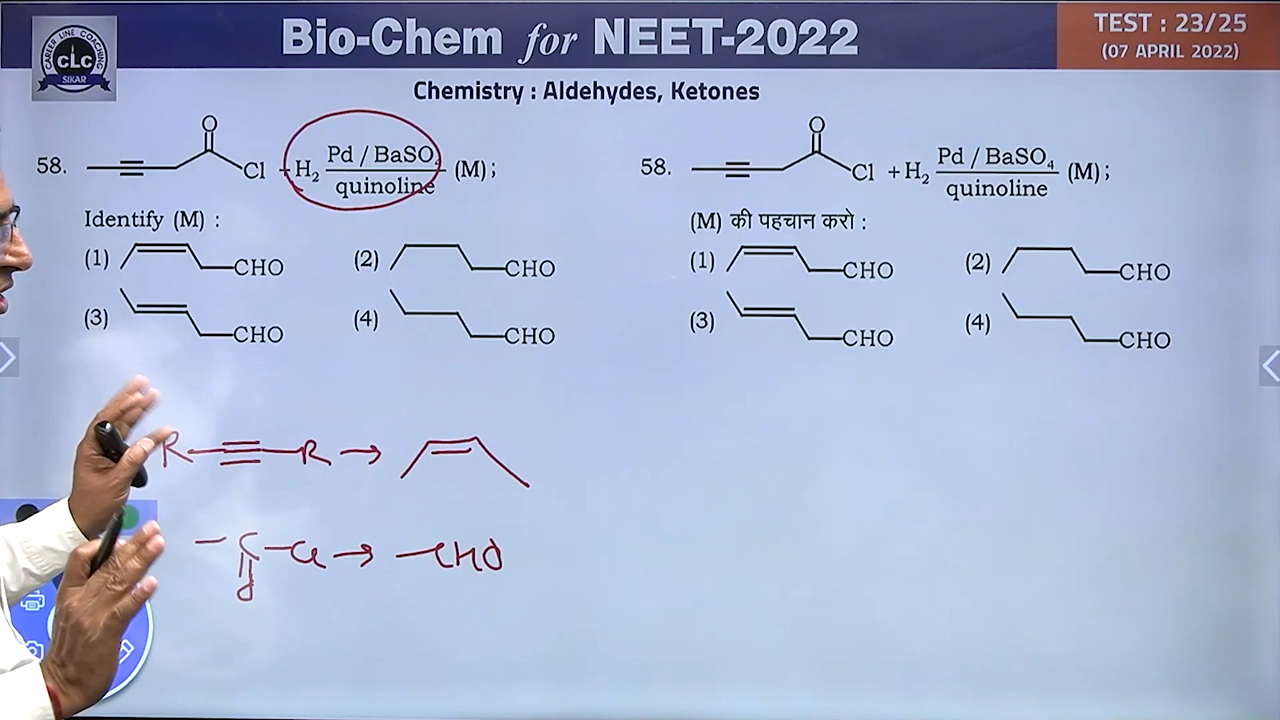 Bio-Chem for NEET-2022
TEST : 23/25
(07 APRIL 2022)
CAREER LINE COACHING
CLC
SIKAR
Chemistry : Aldehydes, Ketones
58.
O
Cl + H2 Pd / BaSO4 (M);
quinoline
Identify (M) :
(1) CHO (2) CHO
(3) CHO (4) CHO
58.
O
Cl + H2 Pd / BaSO4 (M);
quinoline
(M) की पहचान करो :
(1) CHO (2) CHO
(3) CHO (4) CHO
R≡R →
-C-Cl → -CHO
O